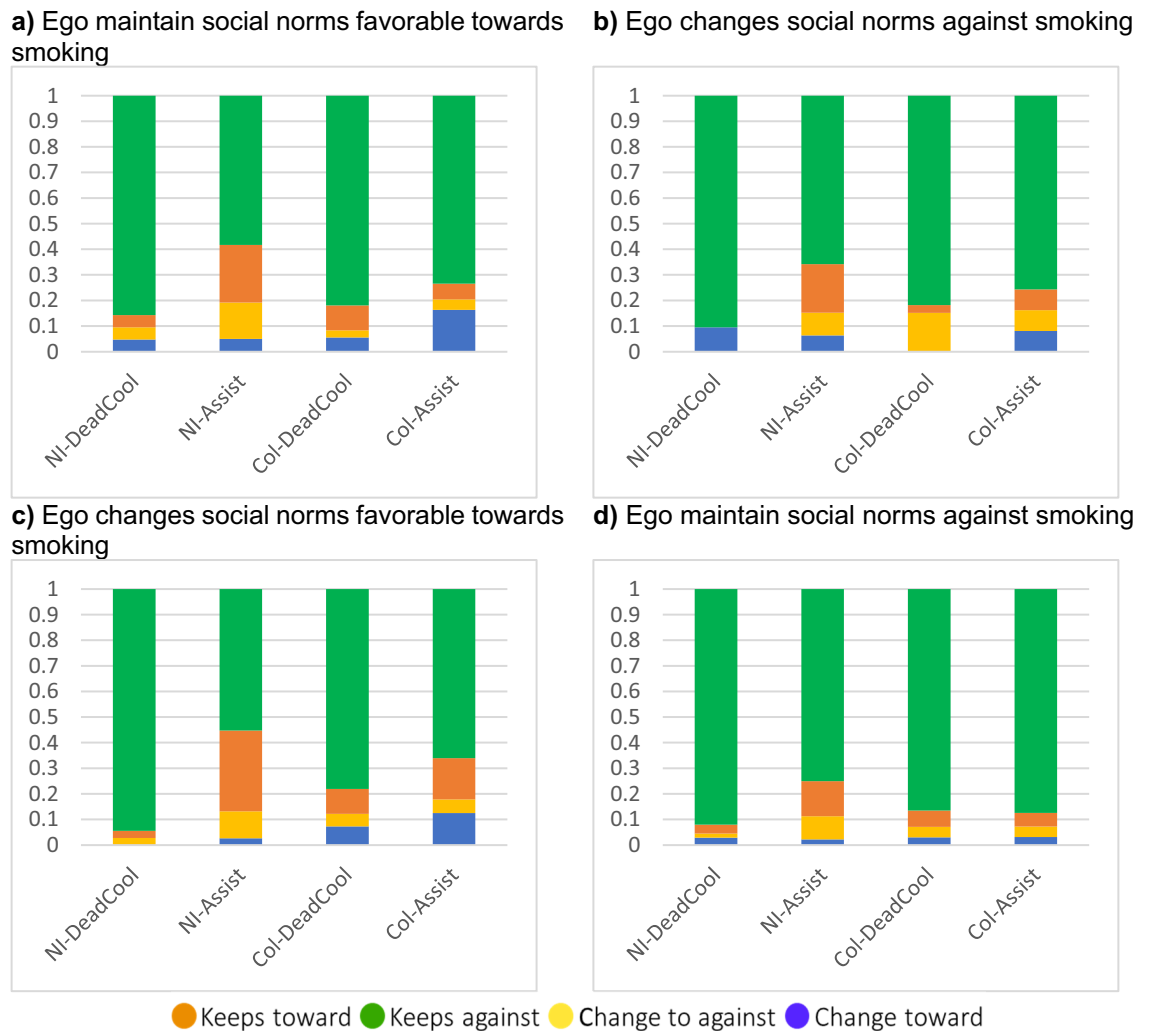 a) Ego maintain social norms favorable towards
smoking
1
0.9
0.8
0.7
0.6
0.5
0.4
0.3
0.2
0.1
0
NI-DeadCool
NI-Assist
Col-DeadCool
Col-Assist
b) Ego changes social norms against smoking
1
0.9
0.8
0.7
0.6
0.5
0.4
0.3
0.2
0.1
0
NI-DeadCool
NI-Assist
Col-DeadCool
Col-Assist
c) Ego changes social norms favorable towards
smoking
1
0.9
0.8
0.7
0.6
0.5
0.4
0.3
0.2
0.1
0
NI-DeadCool
NI-Assist
Col-DeadCool
Col-Assist
d) Ego maintain social norms against smoking
1
0.9
0.8
0.7
0.6
0.5
0.4
0.3
0.2
0.1
0
NI-DeadCool
NI-Assist
Col-DeadCool
Col-Assist
Keeps toward Keeps against Change to against Change toward